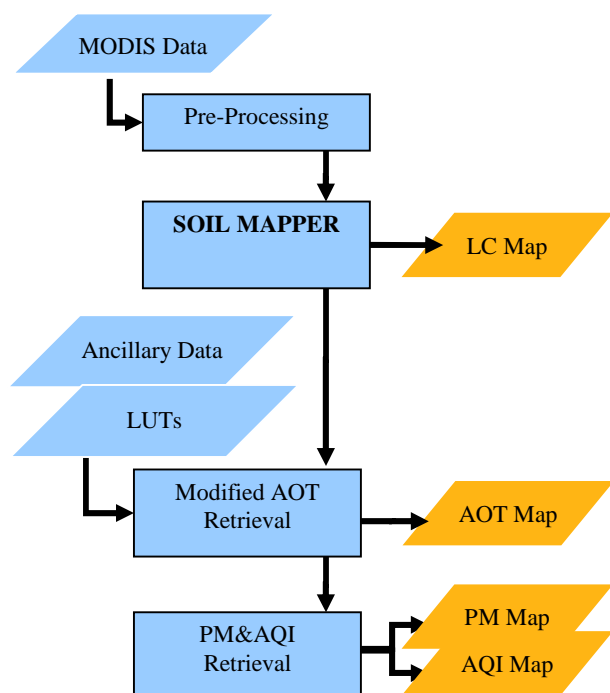 MODIS Data
Pre-Processing
SOIL MAPPER
LC Map
Ancillary Data
LUTs
Modified AOT
Retrieval
AOT Map
PM&AQI
Retrieval
PM Map
AQI Map